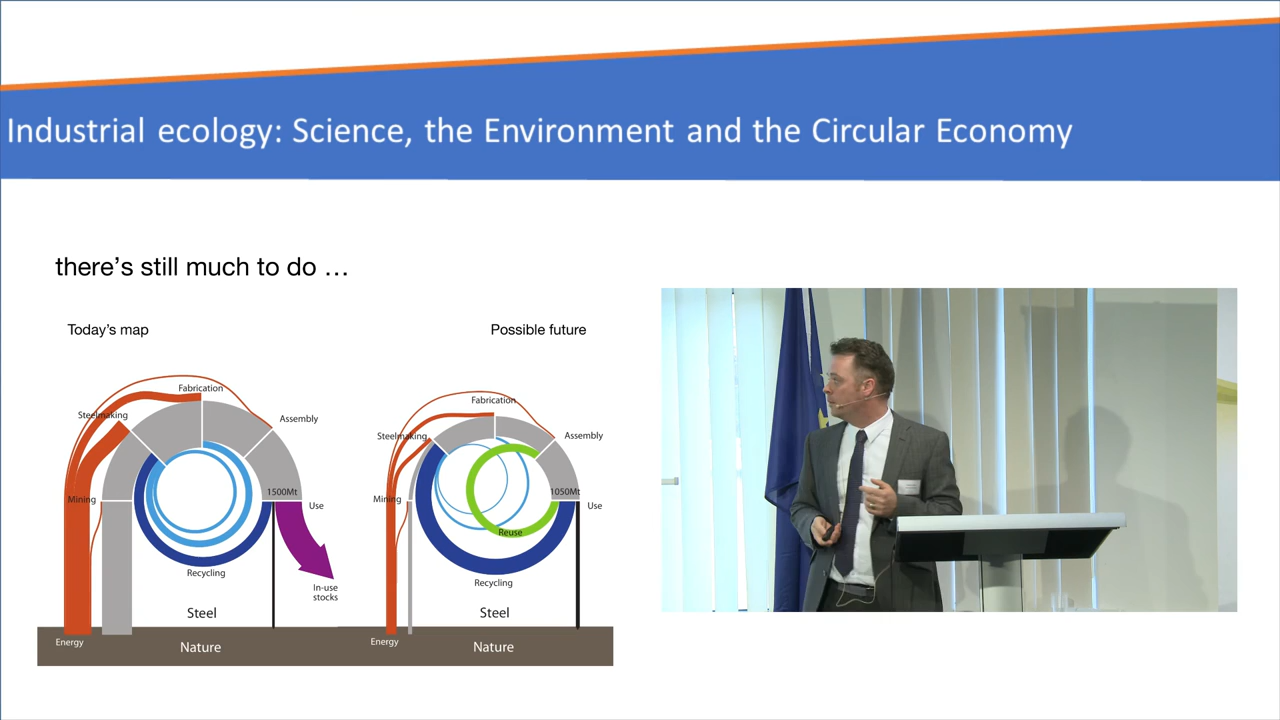 Industrial ecology: Science, the Environment and the Circular Economy
there's still much to do …
Today's map
Fabrication
Steelmaking
Assembly
Mining
1500Mt
Use
Recycling
In-use
stocks
Steel
Energy
Nature
Possible future
Fabrication
Steelmaking
Assembly
Mining
1050Mt
Use
Reuse
Recycling
Steel
Energy
Nature